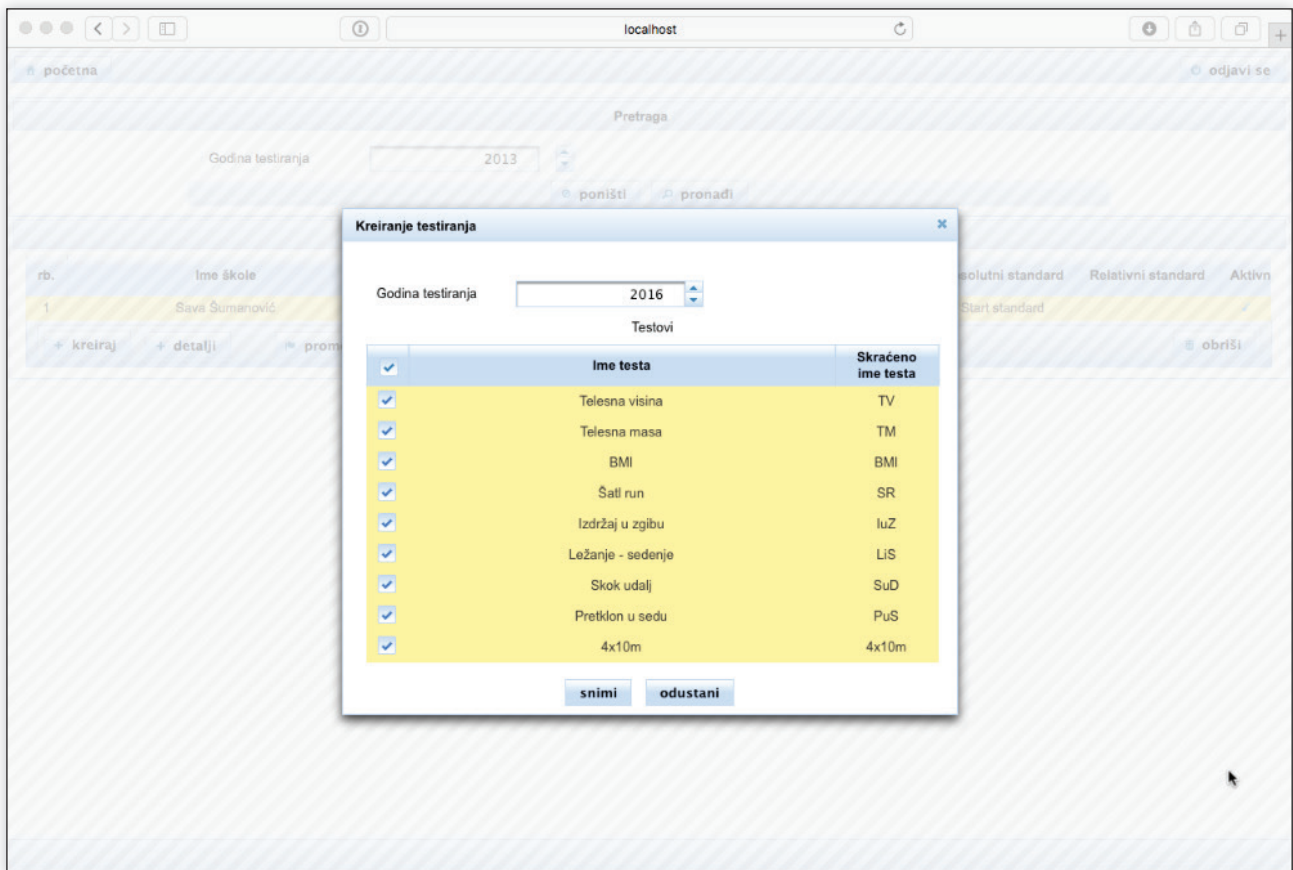 localhost
početna
odjavi se
Pretraga
Godina testiranja 2013
poništi pronađi
Kreiranje testiranja
rb. Ime škole solutni standard Relativni standard Aktivn
1 Sava Šumanović Start standard
+ kreiraj + detalji prom obriši
Godina testiranja 2016
Testovi
Ime testa Skraćeno ime testa
Telesna visina TV
Telesna masa TM
BMI BMI
Šatl run SR
Izdržaj u zgibu IuZ
Ležanje - sedenje LiS
Skok udalj SuD
Pretklon u sedu PuS
4x10m 4x10m
snimi odustani